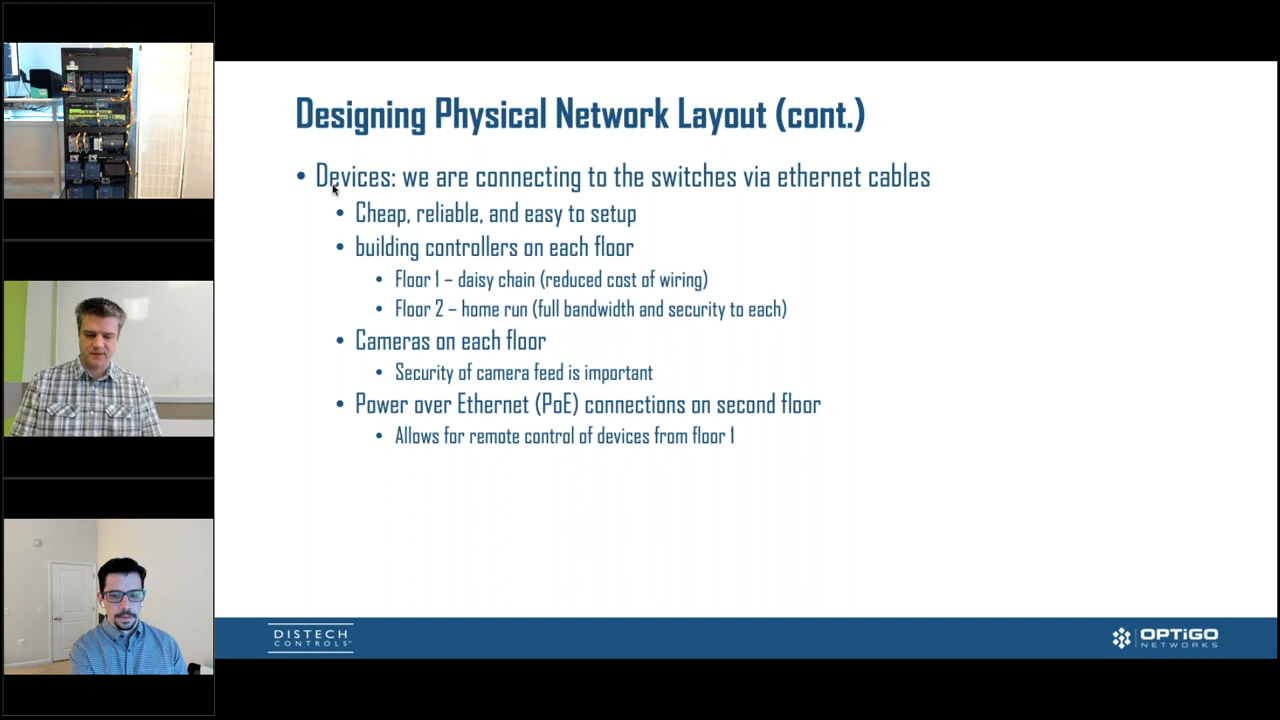 Designing Physical Network Layout (cont.)
• Devices: we are connecting to the switches via ethernet cables
• Cheap, reliable, and easy to setup
• building controllers on each floor
• Floor 1 – daisy chain (reduced cost of wiring)
• Floor 2 – home run (full bandwidth and security to each)
• Cameras on each floor
• Security of camera feed is important
• Power over Ethernet (PoE) connections on second floor
• Allows for remote control of devices from floor 1
DISTECH
CONTROLS™
OPTiGO
NETWORKS